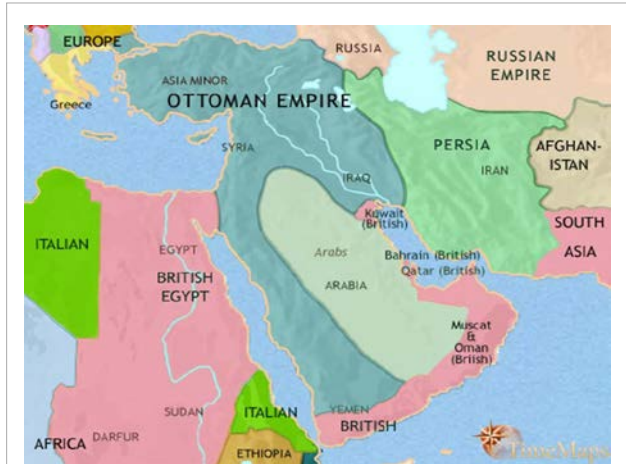 EUROPE
RUSSIA
RUSSIAN
EMPIRE
ASIA MINOR
Greece
OTTOMAN EMPIRE
SYRIA
PERSIA
IRAN
AFGHAN-
ISTAN
IRAQ
Kuwait
(British)
SOUTH
ASIA
ITALIAN
EGYPT
BRITISH
EGYPT
Arabs
ARABIA
Bahrain (British)
Qatar (British)
Muscat
&
Oman
(Briish)
SUDAN
ITALIAN
YEMEN
BRITISH
AFRICA
DARFUR
ETHIOPIA
TimeMaps